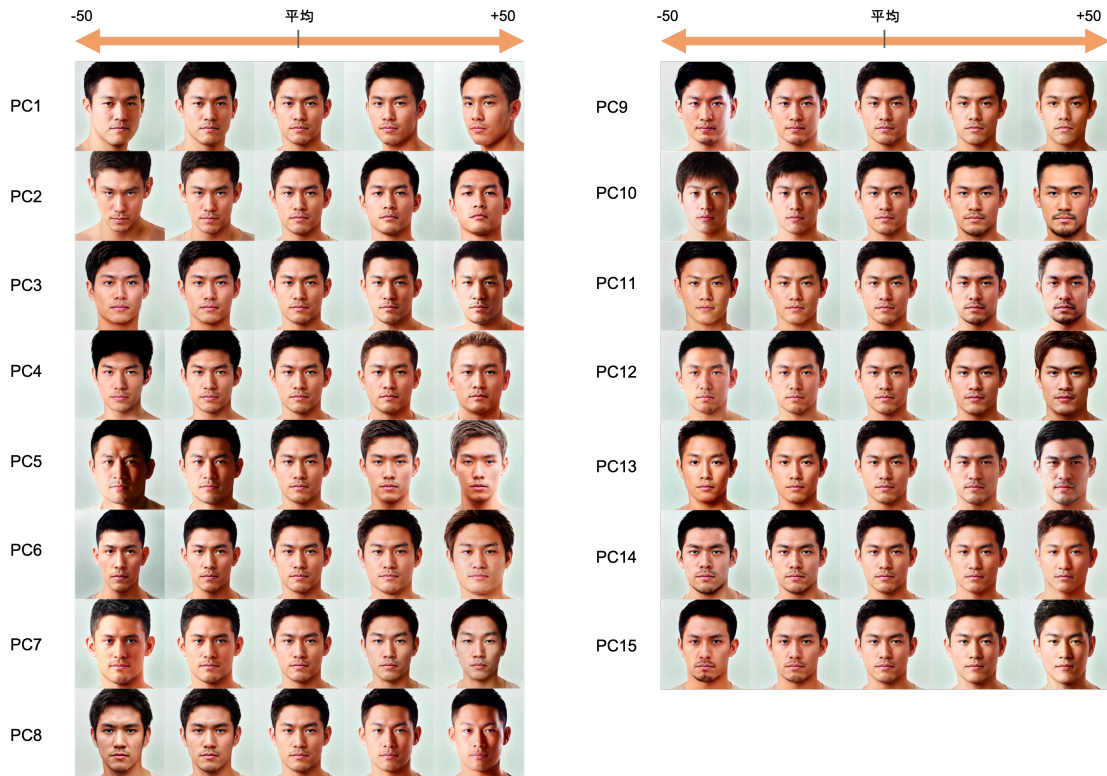 -50 平均 +50
PC1
PC2
PC3
PC4
PC5
PC6
PC7
PC8
-50 平均 +50
PC9
PC10
PC11
PC12
PC13
PC14
PC15